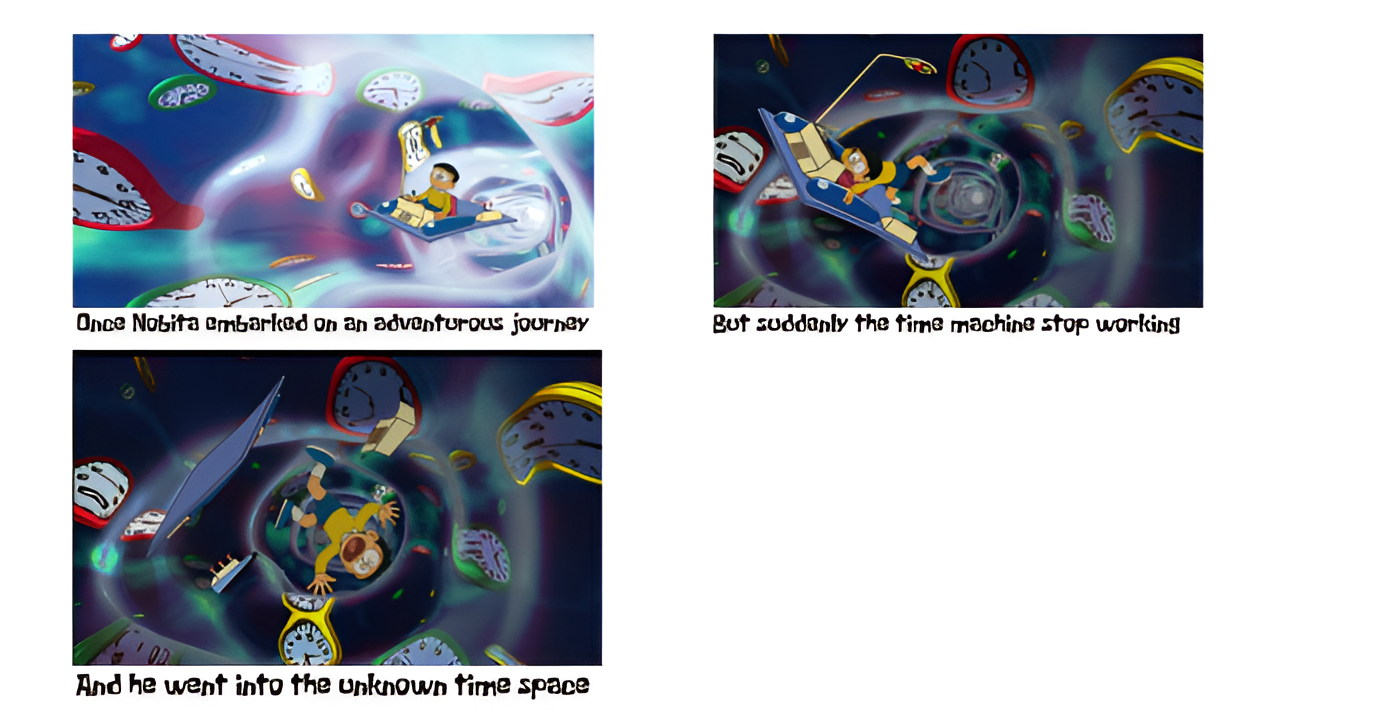 Once Nobita embarked on an adventurous journey
But suddenly the time machine stop working
And he went into the unknown time space